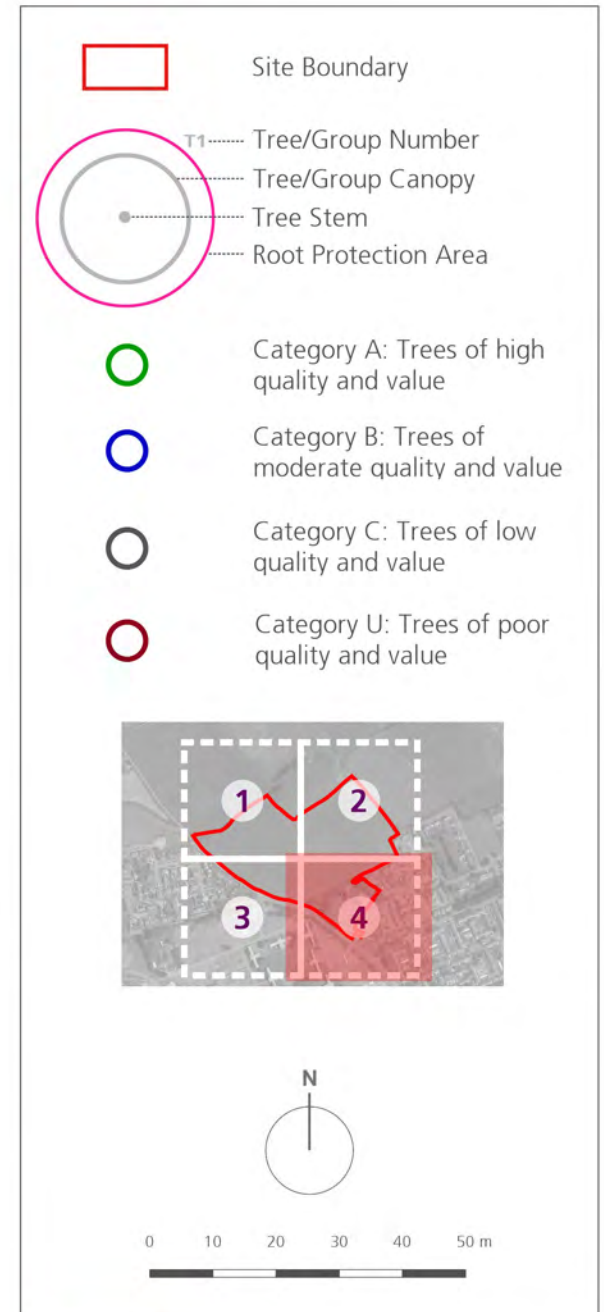 Site Boundary
T1
Tree/Group Number
Tree/Group Canopy
Tree Stem
Root Protection Area
Category A: Trees of high
quality and value
Category B: Trees of
moderate quality and value
Category C: Trees of low
quality and value
Category U: Trees of poor
quality and value
1
2
3
4
N
0 10 20 30 40 50 m